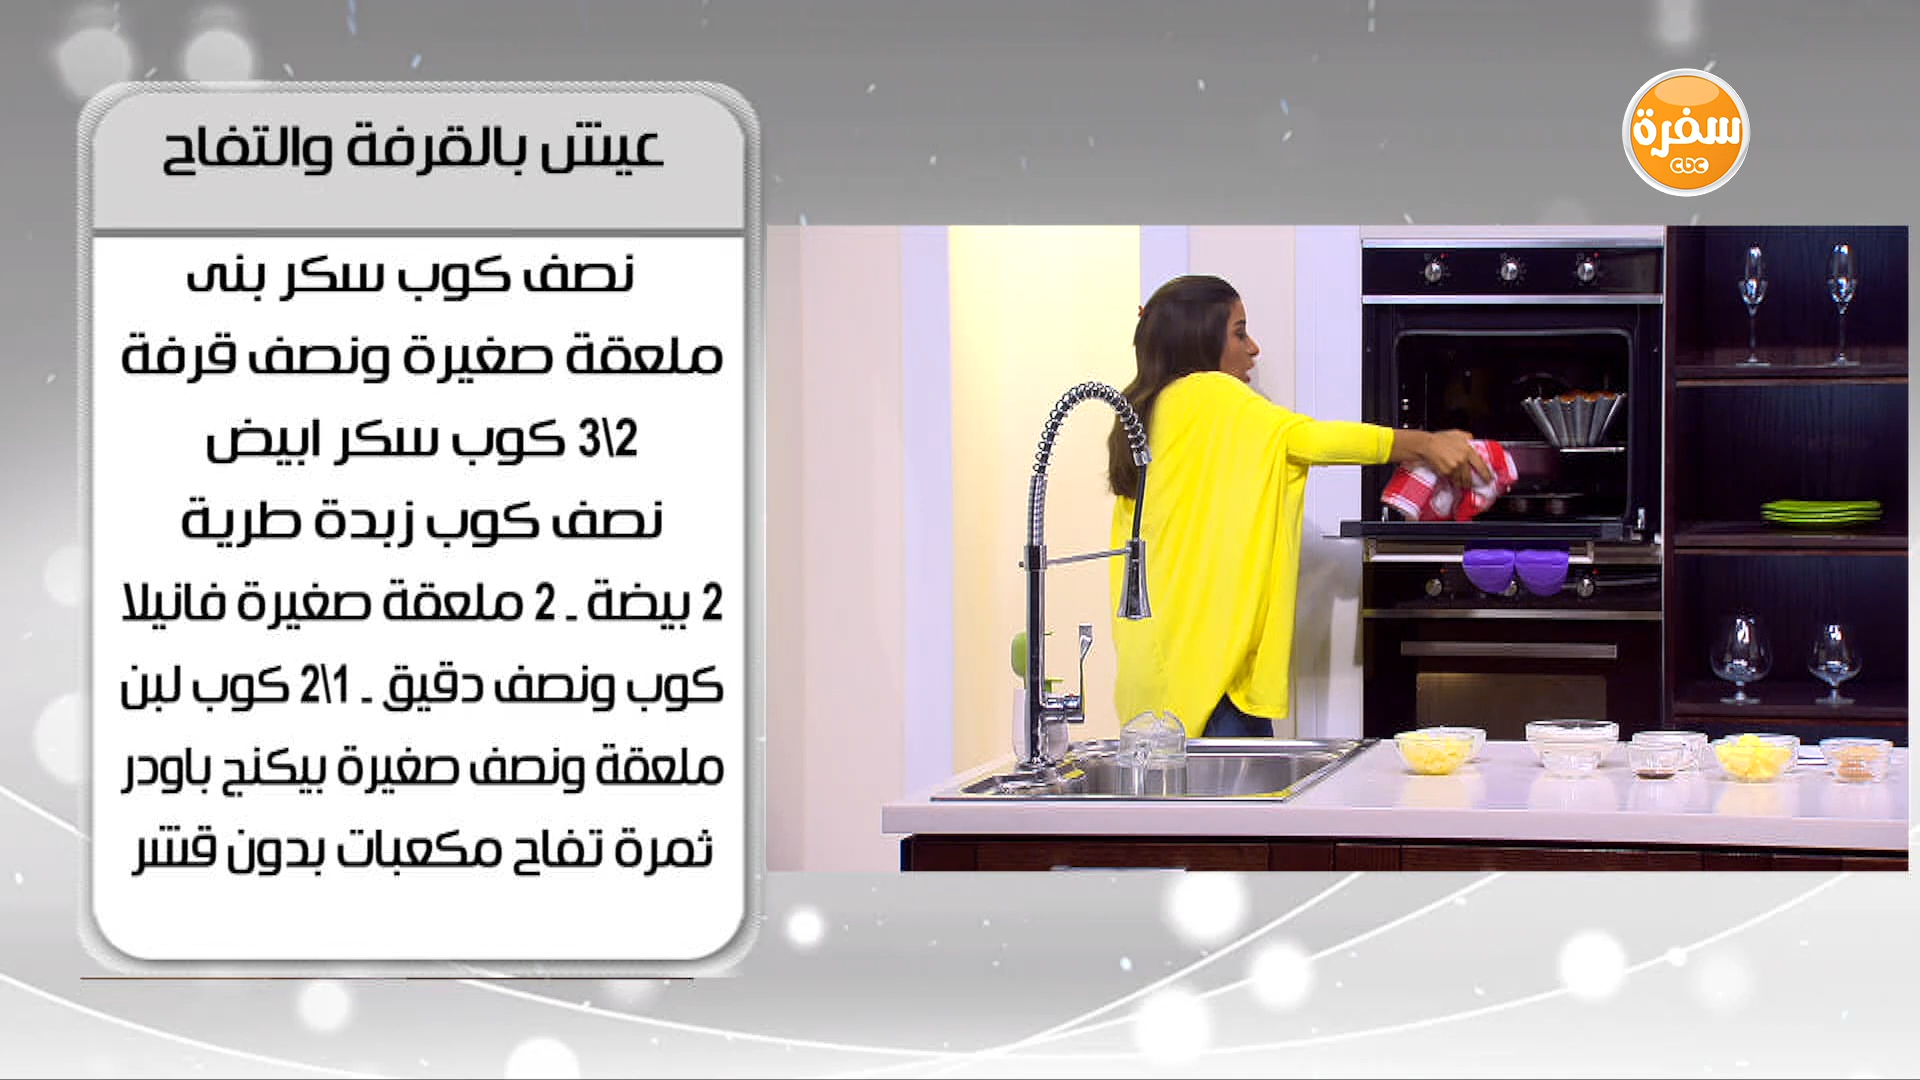 عيش بالقرفة والتفاح
نصف كوب سكر بنى
ملعقة صغيرة ونصف قرفة
2\3 كوب سكر ابيض
نصف كوب زبدة طرية
2 بيضة - 2 ملعقة صغيرة فانيلا
كوب ونصف دقيق - 1\2 كوب لبن
ملعقة ونصف صغيرة بيكنج باودر
ثمرة تفاح مكعبات بدون قشر
سفرة
cbc